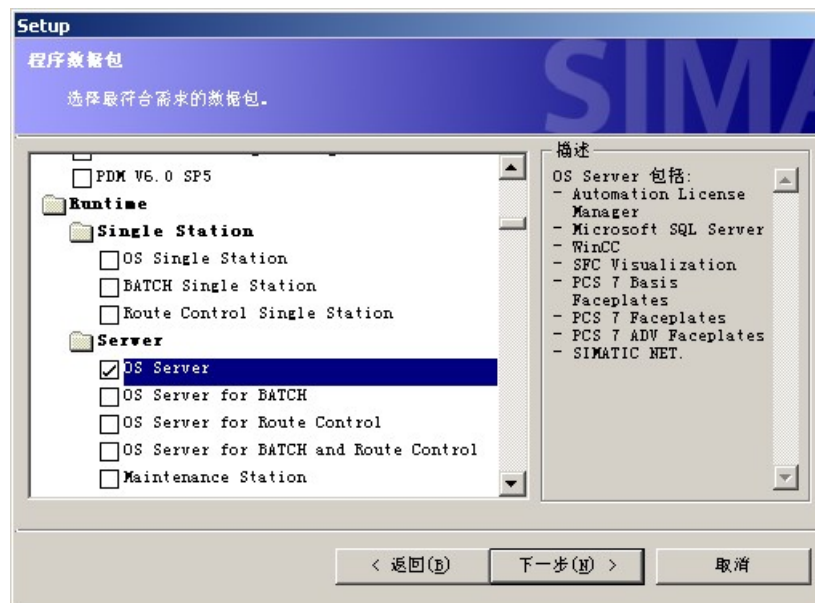 Setup
程序数据包
选择最符合需求的数据包。
SIMA
PDM V6.0 SP5
Runtime
Single Station
OS Single Station
BATCH Single Station
Route Control Single Station
Server
OS Server
OS Server for BATCH
OS Server for Route Control
OS Server for BATCH and Route Control
Maintenance Station
描述
OS Server 包括:
- Automation License
Manager
- Microsoft SQL Server
- WinCC
- SFC Visualization
- PCS 7 Basis
Faceplates
- PCS 7 Faceplates
- PCS 7 ADV Faceplates
- SIMATIC NET.
< 返回(B)
下一步(N) >
取消